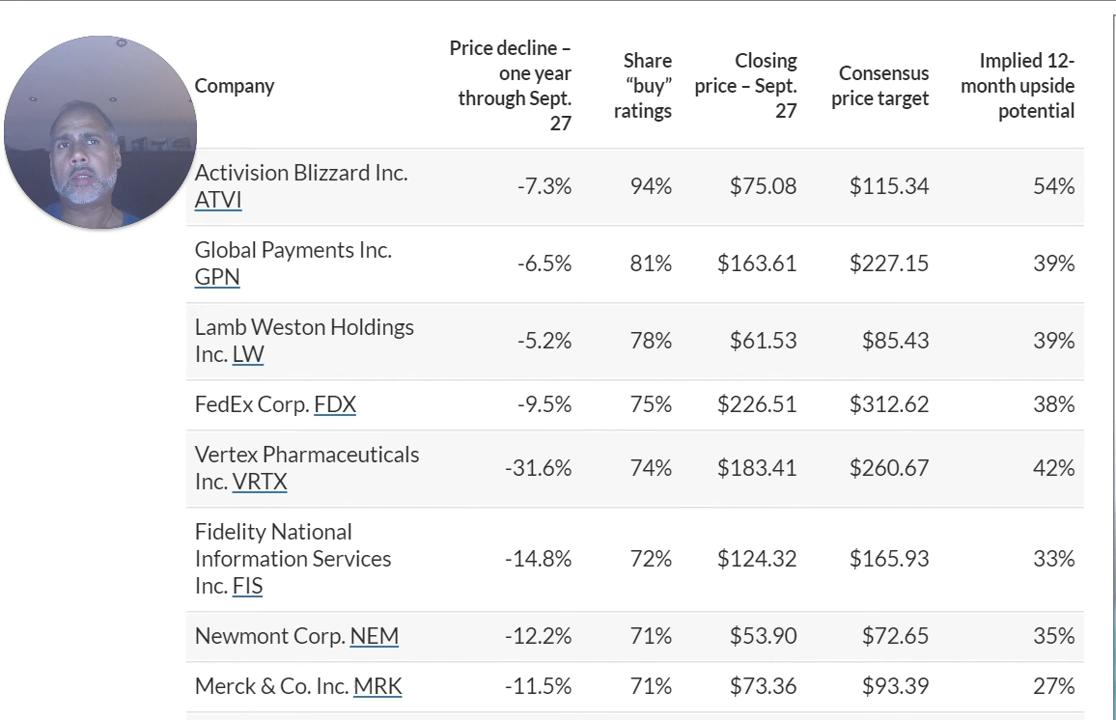 Company Price decline – one year through Sept. 27 Share “buy” ratings Closing price – Sept. 27 Consensus price target Implied 12-month upside potential
Activision Blizzard Inc. ATVI -7.3% 94% $75.08 $115.34 54%
Global Payments Inc. GPN -6.5% 81% $163.61 $227.15 39%
Lamb Weston Holdings Inc. LW -5.2% 78% $61.53 $85.43 39%
FedEx Corp. FDX -9.5% 75% $226.51 $312.62 38%
Vertex Pharmaceuticals Inc. VRTX -31.6% 74% $183.41 $260.67 42%
Fidelity National Information Services Inc. FIS -14.8% 72% $124.32 $165.93 33%
Newmont Corp. NEM -12.2% 71% $53.90 $72.65 35%
Merck & Co. Inc. MRK -11.5% 71% $73.36 $93.39 27%